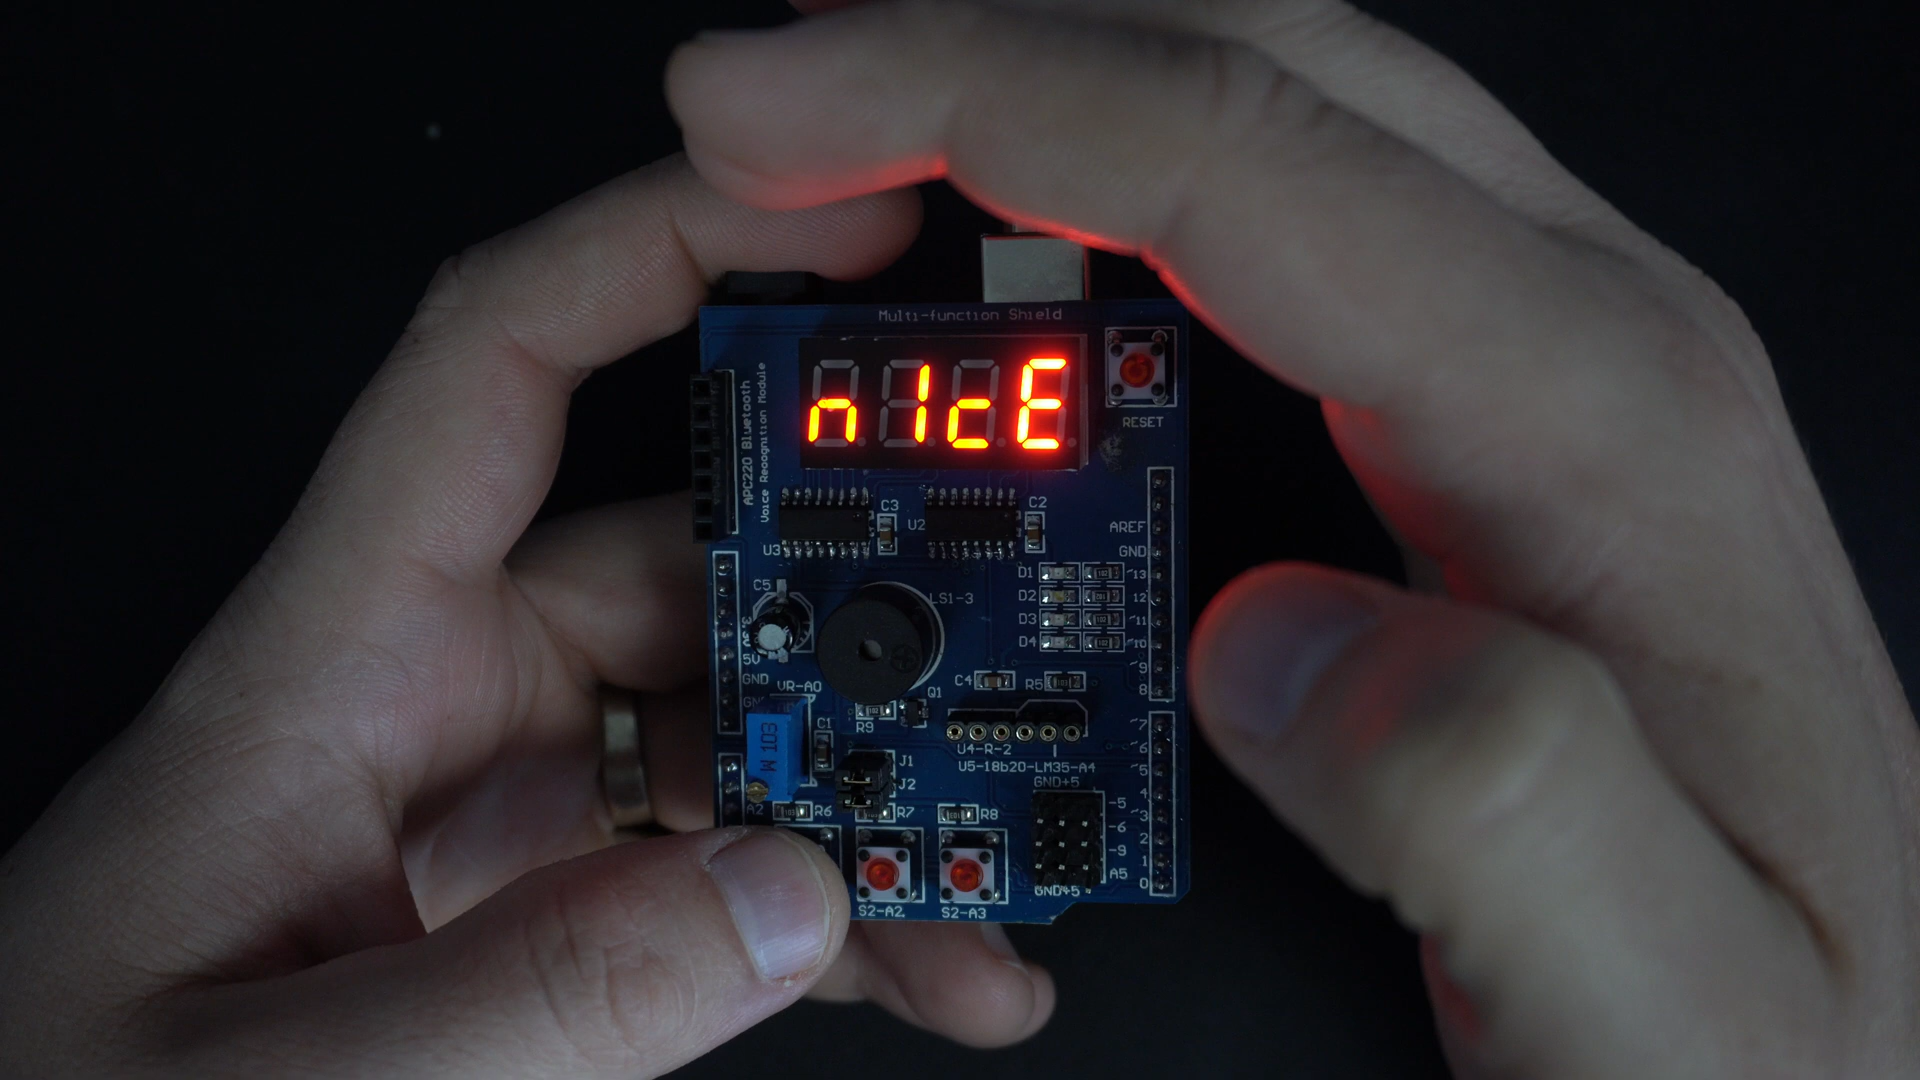 Multi-function Shield
n1cE
RESET
APC220 Bluetooth
Voice Recognition Module
C3
U2
C2
U3
AREF
GND
D1
~13
D2
12
D3
~11
D4
~10
~9
8
C5
LS1-3
5V
GND
VR-A0
C4
R5
Q1
C1
R9
W 103
U4-R-2
U5-18b20-LM35-A4
J1
J2
A2
R6
R7
R8
GND+5
-5
-6
-9
A5
GND+5
~7
~6
~5
4
~3
2
1
0
S2-A2
S2-A3